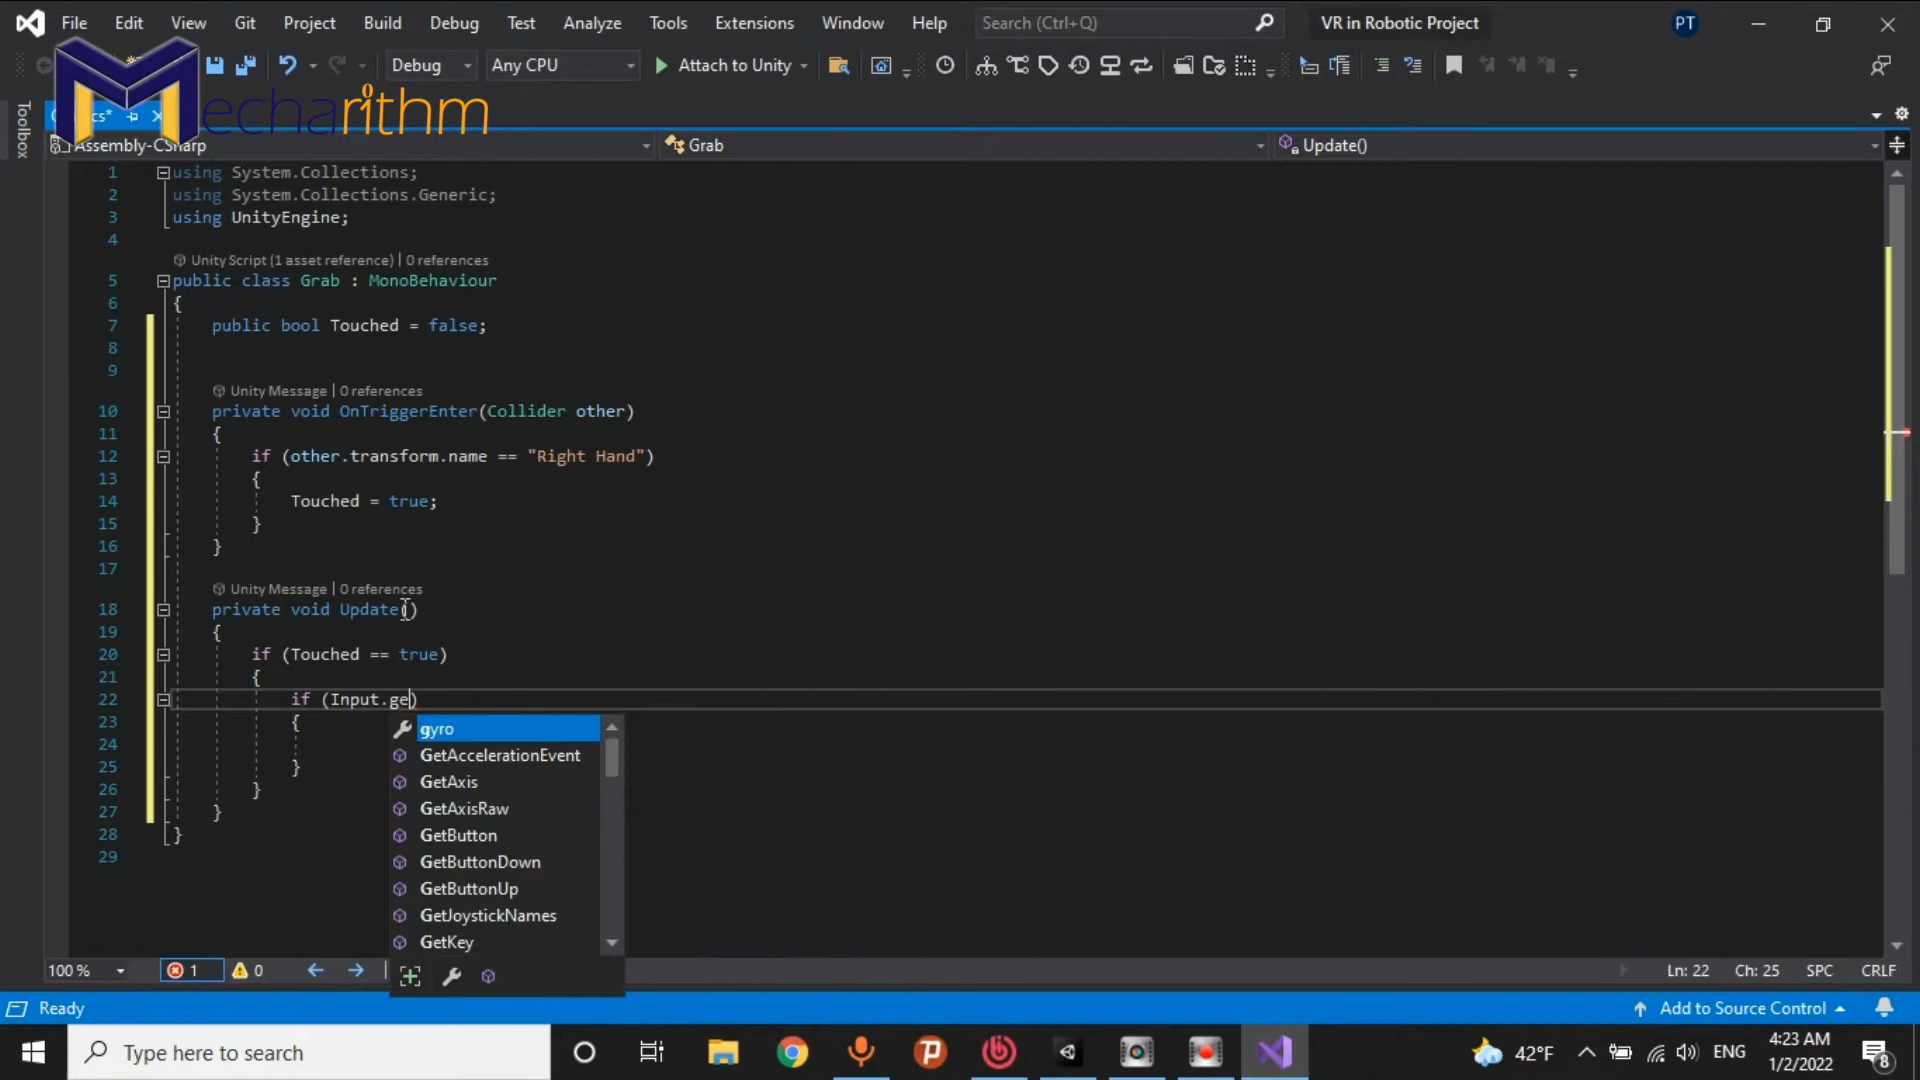 File Edit View Git Project Build Debug Test Analyze Tools Extensions Window Help Search (Ctrl+Q) VR in Robotic Project PT
Debug Any CPU Attach to Unity
Mecharithm
Toolbox
cs*
Assembly-CSharp Grab Update()
1 using System.Collections;
2 using System.Collections.Generic;
3 using UnityEngine;
4
Unity Script (1 asset reference) | 0 references
5 public class Grab : MonoBehaviour
6 {
7 public bool Touched = false;
8
9
Unity Message | 0 references
10 private void OnTriggerEnter(Collider other)
11 {
12 if (other.transform.name == "Right Hand")
13 {
14 Touched = true;
15 }
16 }
17
Unity Message | 0 references
18 private void Update()
19 {
20 if (Touched == true)
21 {
22 if (Input.ge)
23 {
24
25 }
26 }
27 }
28 }
29
gyro
GetAccelerationEvent
GetAxis
GetAxisRaw
GetButton
GetButtonDown
GetButtonUp
GetJoystickNames
GetKey
100 % 1 0 Ln: 22 Ch: 25 SPC CRLF
Ready Add to Source Control
Type here to search 42°F ENG 4:23 AM
1/2/2022 8